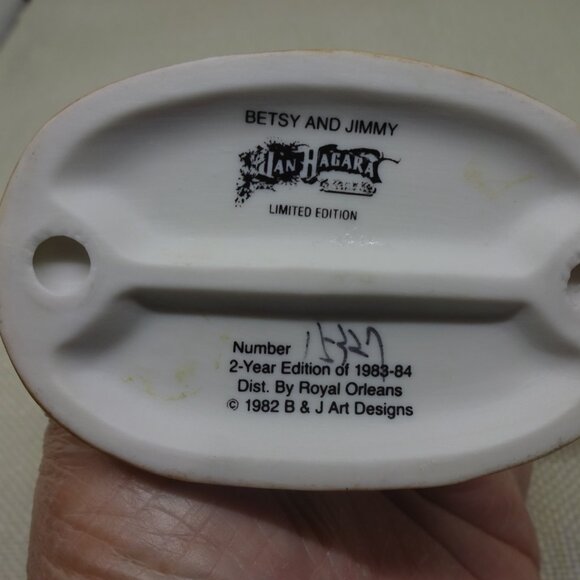 BETSY AND JIMMY
JAN HAGARA
LIMITED EDITION
Number 15327
2-Year Edition of 1983-84
Dist. By Royal Orleans
© 1982 B & J Art Designs